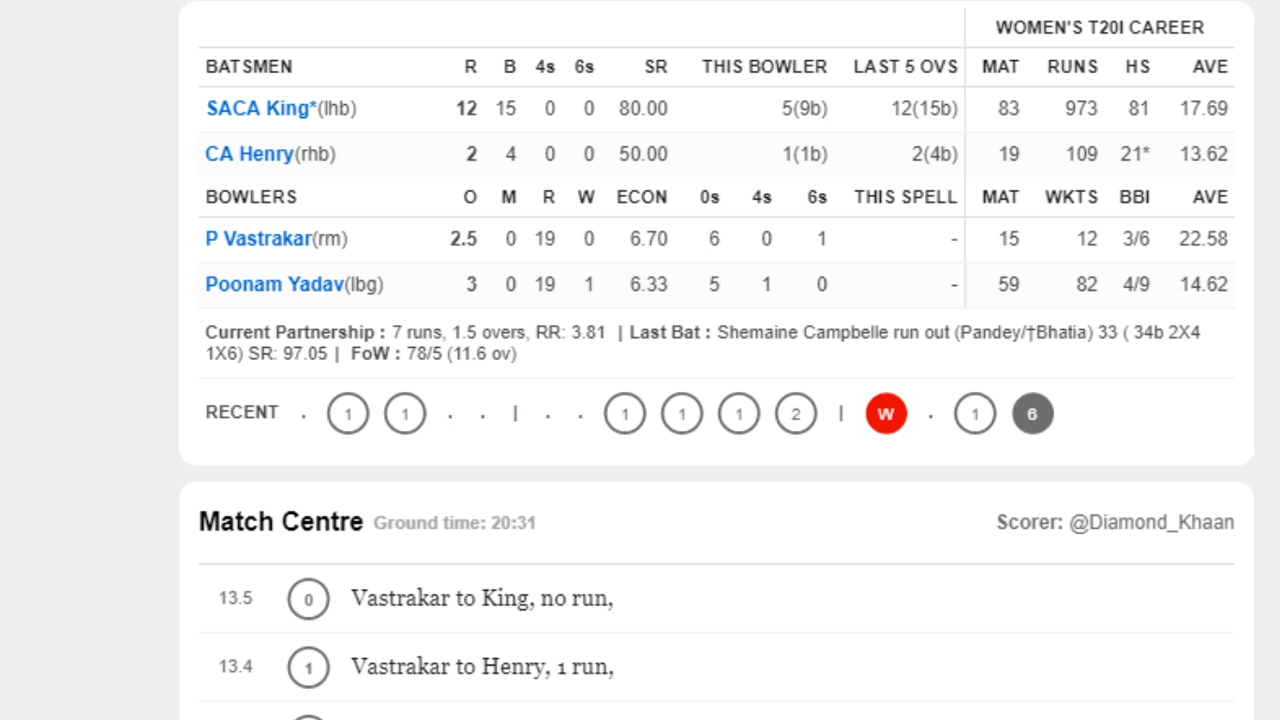 WOMEN'S T20I CAREER
BATSMEN R B 4s 6s SR THIS BOWLER LAST 5 OVS MAT RUNS HS AVE
SACA King*(lhb) 12 15 0 0 80.00 5(9b) 12(15b) 83 973 81 17.69
CA Henry(rhb) 2 4 0 0 50.00 1(1b) 2(4b) 19 109 21* 13.62
BOWLERS O M R W ECON 0s 4s 6s THIS SPELL MAT WKTS BBI AVE
P Vastrakar(rm) 2.5 0 19 0 6.70 6 0 1 - 15 12 3/6 22.58
Poonam Yadav(lbg) 3 0 19 1 6.33 5 1 0 - 59 82 4/9 14.62
Current Partnership : 7 runs, 1.5 overs, RR: 3.81 | Last Bat : Shemaine Campbelle run out (Pandey/†Bhatia) 33 ( 34b 2X4
1X6) SR: 97.05 | FoW : 78/5 (11.6 ov)
RECENT . 1 1 . . | . . 1 1 1 2 | W . 1 6
Match Centre Ground time: 20:31 Scorer: @Diamond_Khaan
13.5 0 Vastrakar to King, no run,
13.4 1 Vastrakar to Henry, 1 run,